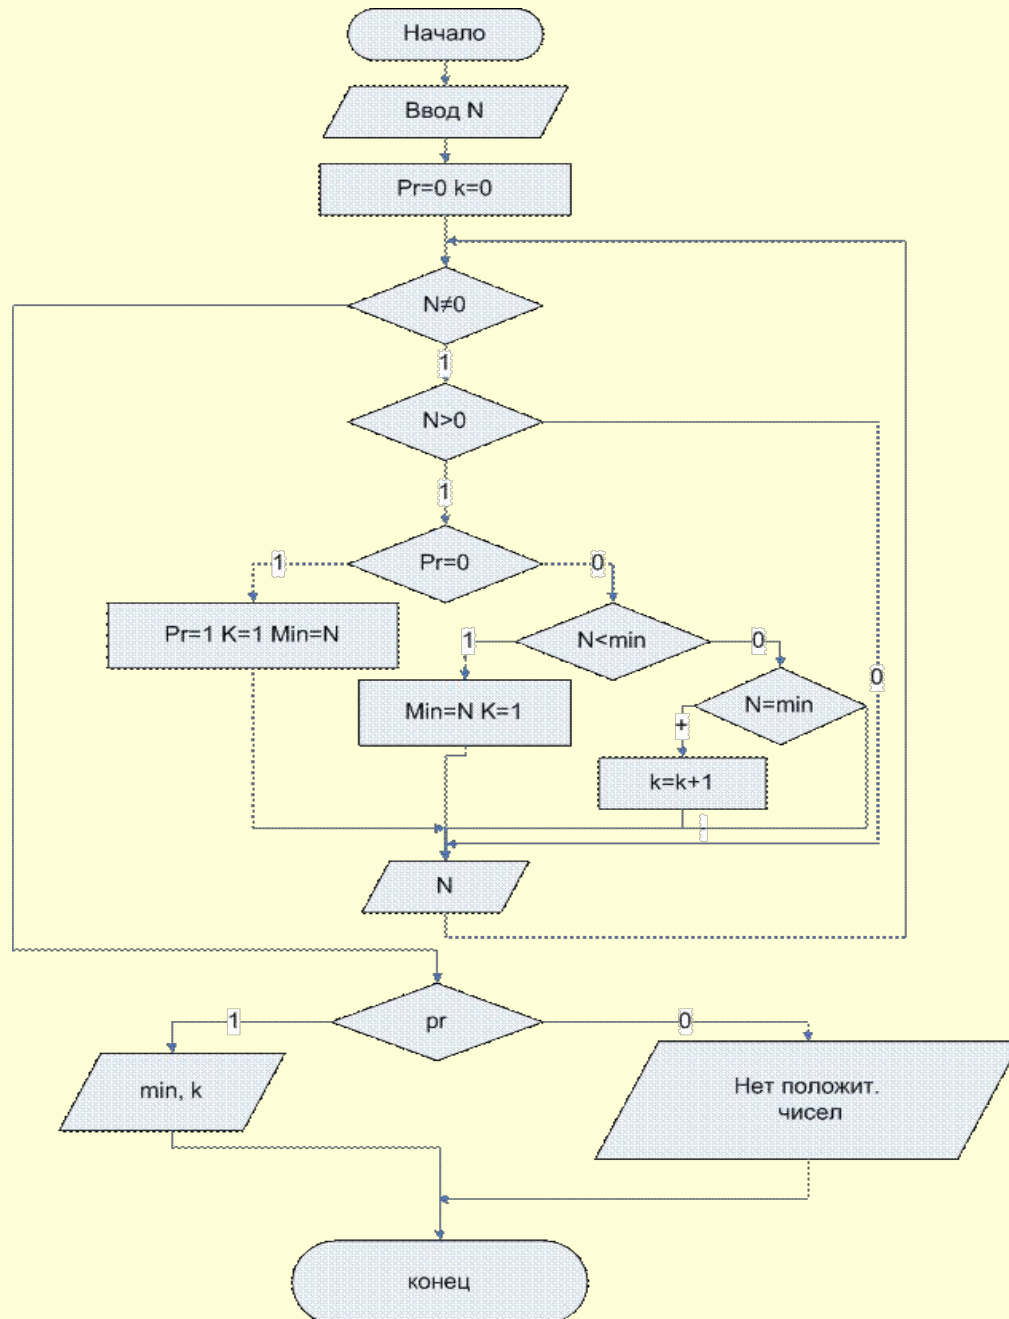 Начало
Ввод N
Pr=0 k=0
N≠0
1
N>0
1
Pr=0
1
0
Pr=1 K=1 Min=N
N<min
1
0
0
Min=N K=1
N=min
+
k=k+1
N
pr
1
0
min, k
Нет положит.
чисел
конец